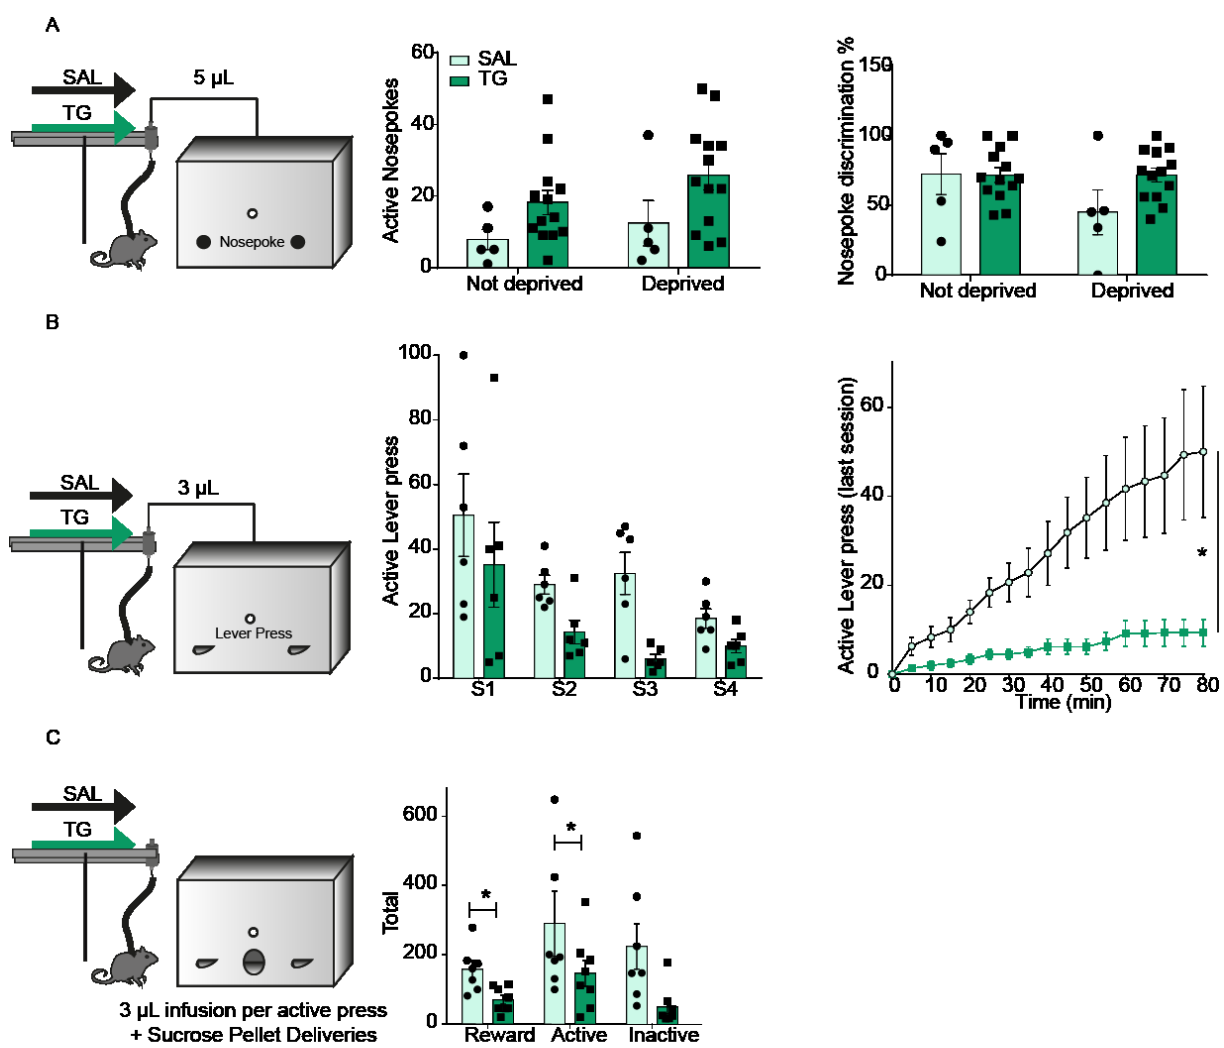 A
SAL
TG
5 µL
Nosepoke
Active Nosepokes
60
40
20
0
SAL
TG
Not deprived
Deprived
Nosepoke discrimination %
150
100
50
0
Not deprived
Deprived
B
SAL
TG
3 µL
Lever Press
Active Lever press
100
80
60
40
20
0
S1
S2
S3
S4
Active Lever press (last session)
60
40
20
0
*
0 10 20 30 40 50 60 70 80
Time (min)
C
SAL
TG
3 µL infusion per active press
+ Sucrose Pellet Deliveries
Total
600
400
200
0
*
*
Reward
Active
Inactive